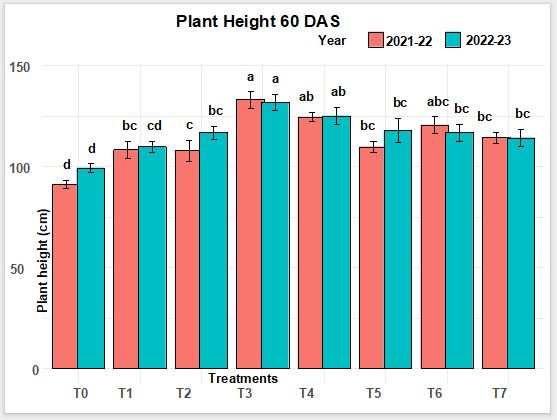 Plant Height 60 DAS
Year 2021-22 2022-23
150
100
50
0
Plant height (cm)
d d bc cd c bc a a ab ab bc bc abc bc bc bc
T0 T1 T2 T3 T4 T5 T6 T7
Treatments